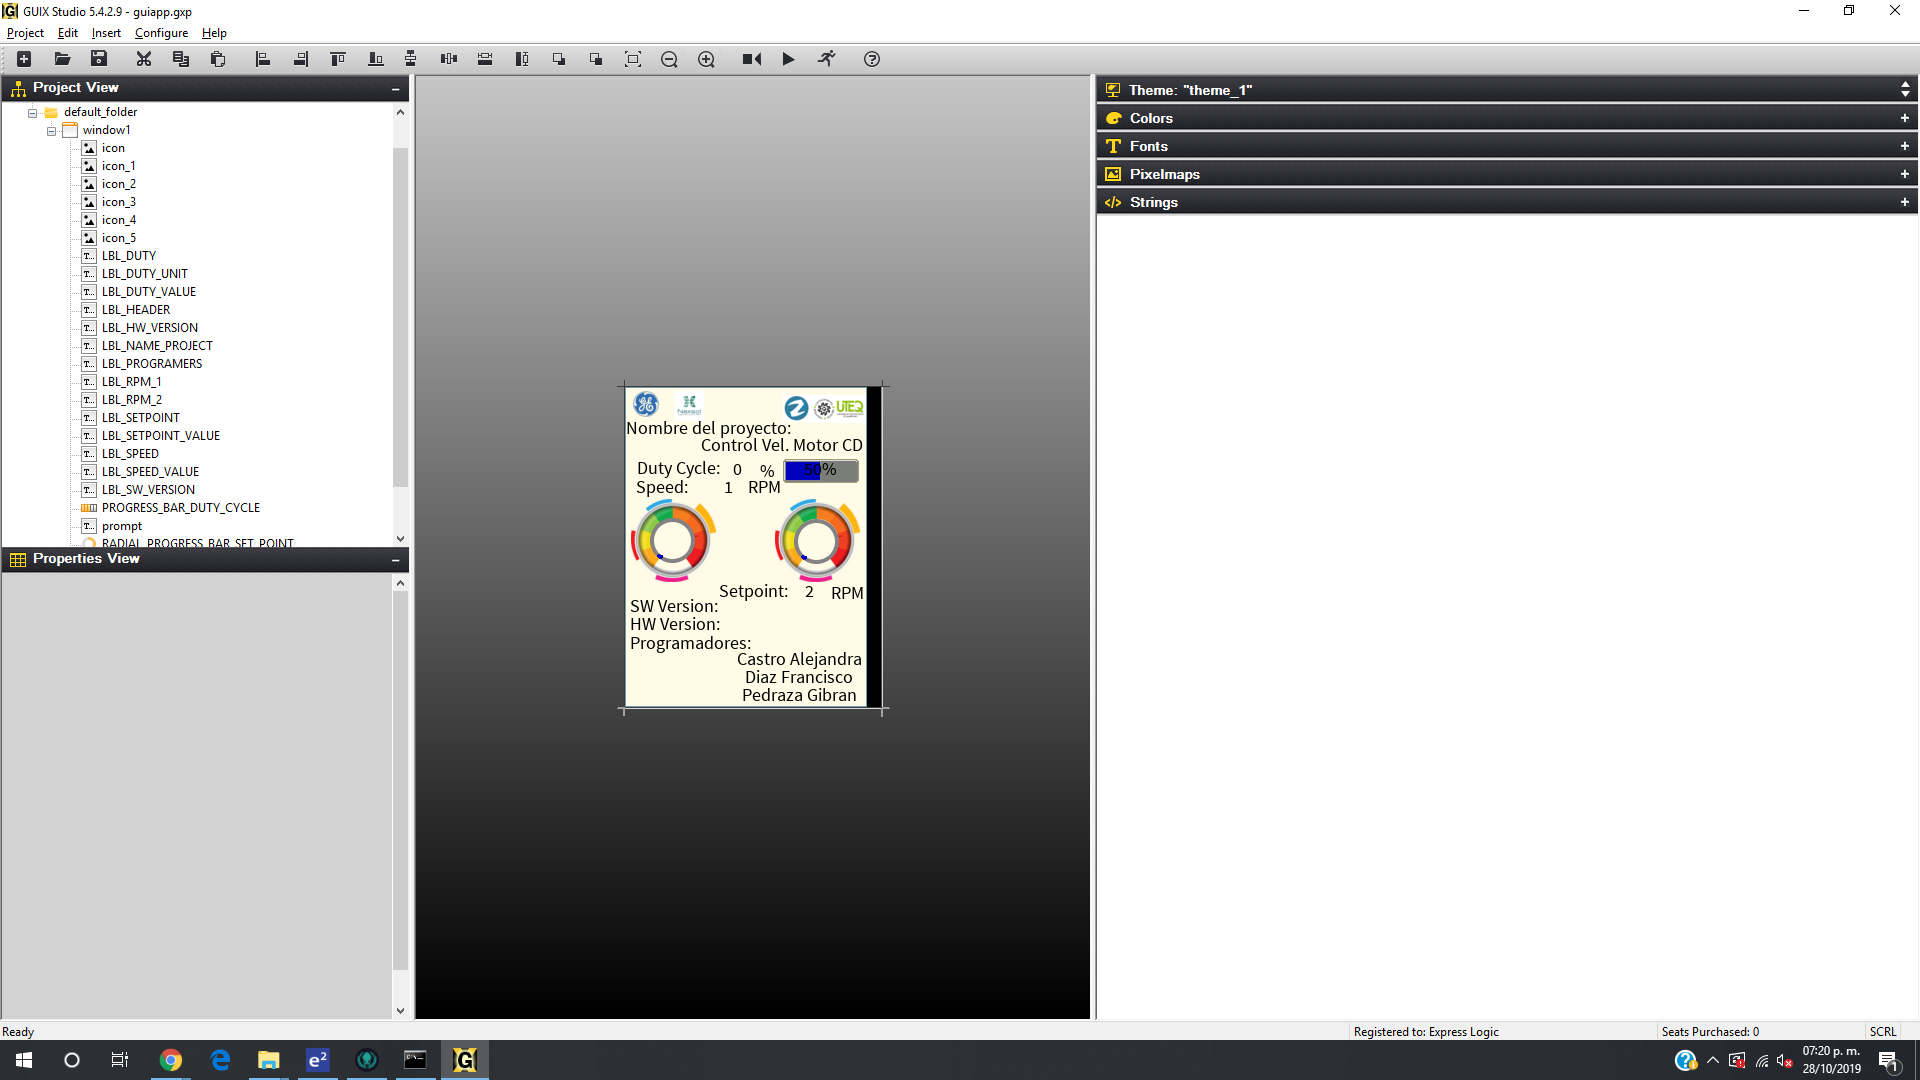 GUIX Studio 5.4.2.9 - guiapp.gxp
Project Edit Insert Configure Help
Project View
default_folder
window1
icon
icon_1
icon_2
icon_3
icon_4
icon_5
LBL_DUTY
LBL_DUTY_UNIT
LBL_DUTY_VALUE
LBL_HEADER
LBL_HW_VERSION
LBL_NAME_PROJECT
LBL_PROGRAMERS
LBL_RPM_1
LBL_RPM_2
LBL_SETPOINT
LBL_SETPOINT_VALUE
LBL_SPEED
LBL_SPEED_VALUE
LBL_SW_VERSION
PROGRESS_BAR_DUTY_CYCLE
prompt
RADIAL_PROGRESS_BAR_SET_POINT
Properties View
Nexsol
UTEQ
Nombre del proyecto:
Control Vel. Motor CD
Duty Cycle: 0 % 50%
Speed: 1 RPM
Setpoint: 2 RPM
SW Version:
HW Version:
Programadores:
Castro Alejandra
Diaz Francisco
Pedraza Gibran
Theme: "theme_1"
Colors
Fonts
Pixelmaps
Strings
Ready
Registered to: Express Logic
Seats Purchased: 0
SCRL
07:20 p. m.
28/10/2019